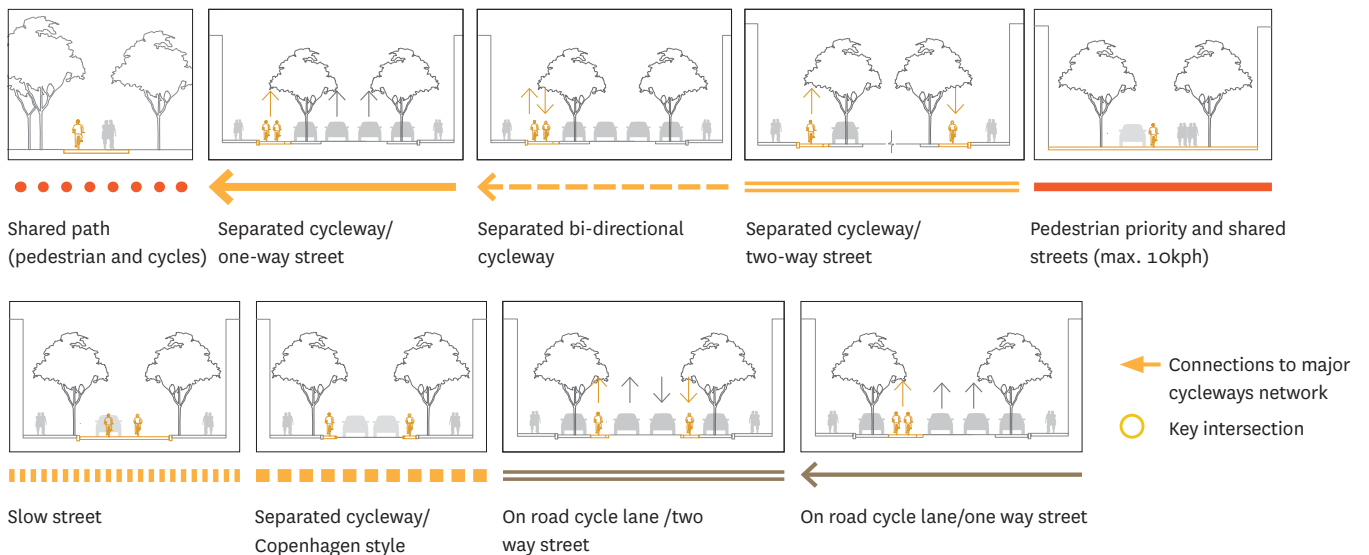 Shared path
(pedestrian and cycles)
Separated cycleway/
one-way street
Separated bi-directional
cycleway
Separated cycleway/
two-way street
Pedestrian priority and shared
streets (max. 10kph)
Slow street
Separated cycleway/
Copenhagen style
On road cycle lane /two
way street
On road cycle lane/one way street
Connections to major
cycleways network
Key intersection